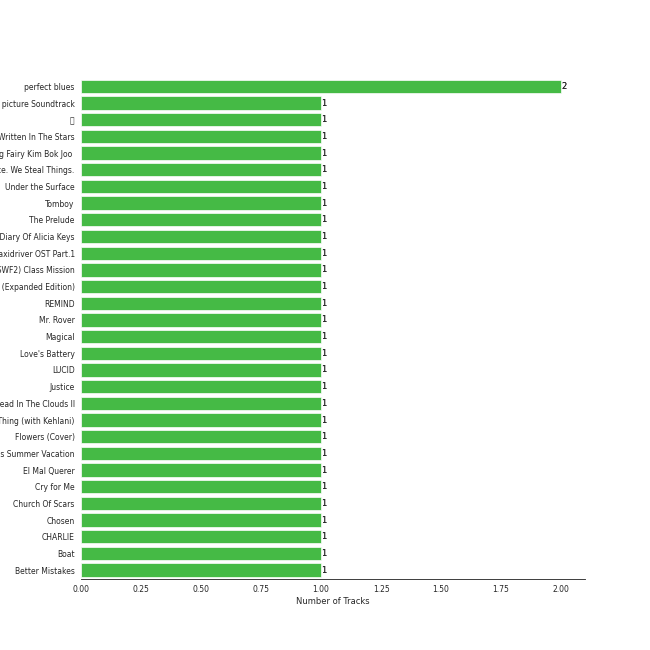 perfect blues 2
picture Soundtrack 1
1
Written In The Stars 1
g Fairy Kim Bok Joo 1
e. We Steal Things. 1
Under the Surface 1
Tomboy 1
The Prelude 1
Diary Of Alicia Keys 1
axidriver OST Part.1 1
SWF2) Class Mission 1
(Expanded Edition) 1
REMIND 1
Mr. Rover 1
Magical 1
Love's Battery 1
LUCID 1
Justice 1
ead In The Clouds II 1
Thing (with Kehlani) 1
Flowers (Cover) 1
s Summer Vacation 1
El Mal Querer 1
Cry for Me 1
Church Of Scars 1
Chosen 1
CHARLIE 1
Boat 1
Better Mistakes 1
0.00 0.25 0.50 0.75 1.00 1.25 1.50 1.75 2.00
Number of Tracks